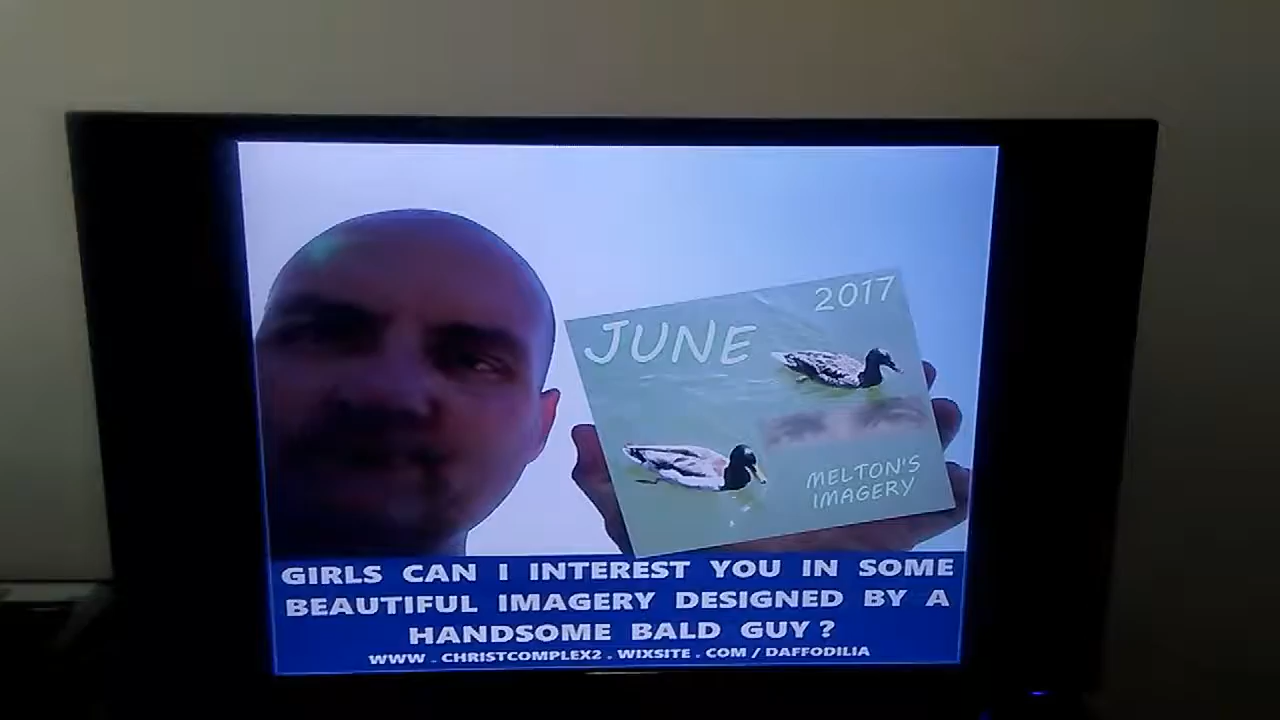 2017
JUNE
MELTON'S
IMAGERY
GIRLS CAN I INTEREST YOU IN SOME
BEAUTIFUL IMAGERY DESIGNED BY A
HANDSOME BALD GUY ?
WWW . CHRISTCOMPLEX2 . WIXSITE . COM / DAFFODILIA